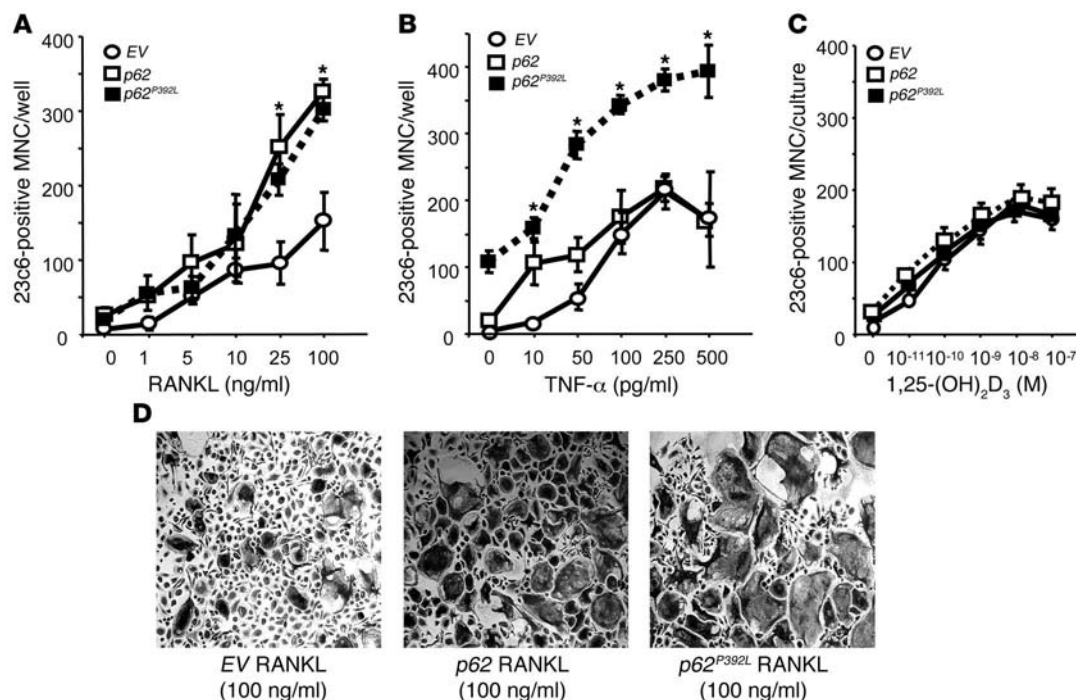 A
23c6-positive MNC/well
400
300
200
100
0
EV
p62
p62P392L
*
*
0 1 5 10 25 100
RANKL (ng/ml)
B
23c6-positive MNC/well
400
300
200
100
0
EV
p62
p62P392L
* * * * *
0 10 50 100 250 500
TNF-α (pg/ml)
C
23c6-positive MNC/culture
400
300
200
100
0
EV
p62
p62P392L
0 10-11 10-10 10-9 10-8 10-7
1,25-(OH)2D3 (M)
D
EV RANKL
(100 ng/ml)
p62 RANKL
(100 ng/ml)
p62P392L RANKL
(100 ng/ml)